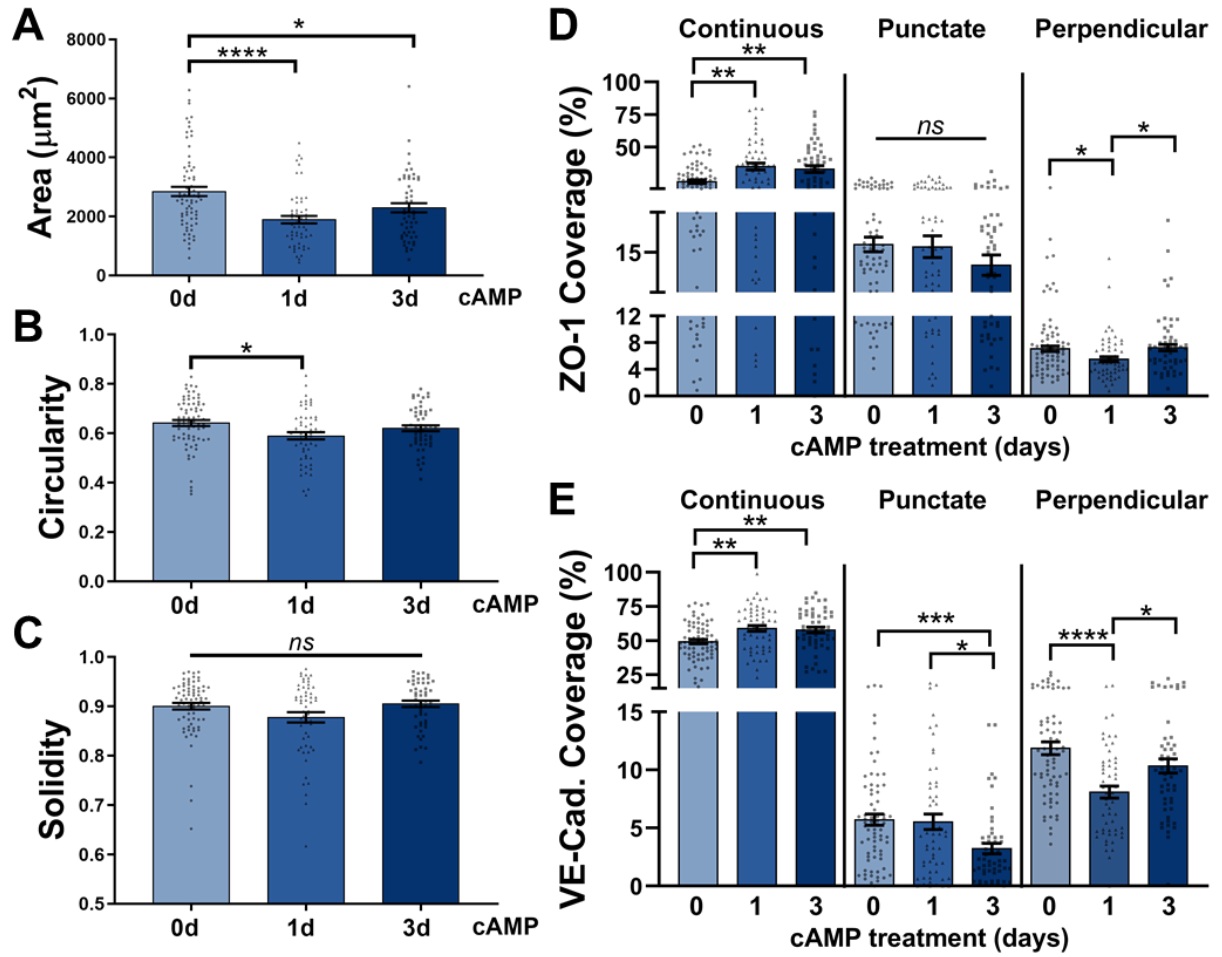 A
Area (μm²)
8000
6000
4000
2000
0
*
****
0d 1d 3d cAMP
B
Circularity
1.0
0.8
0.6
0.4
0.2
0.0
*
0d 1d 3d cAMP
C
Solidity
1.0
0.9
0.8
0.7
0.6
0.5
ns
0d 1d 3d cAMP
D
Continuous Punctate Perpendicular
ZO-1 Coverage (%)
100
75
50
15
12
8
4
0
**
**
ns
*
*
0 1 3 0 1 3 0 1 3
cAMP treatment (days)
E
Continuous Punctate Perpendicular
VE-Cad. Coverage (%)
100
75
50
25
15
10
5
0
**
**
***
*
****
*
0 1 3 0 1 3 0 1 3
cAMP treatment (days)